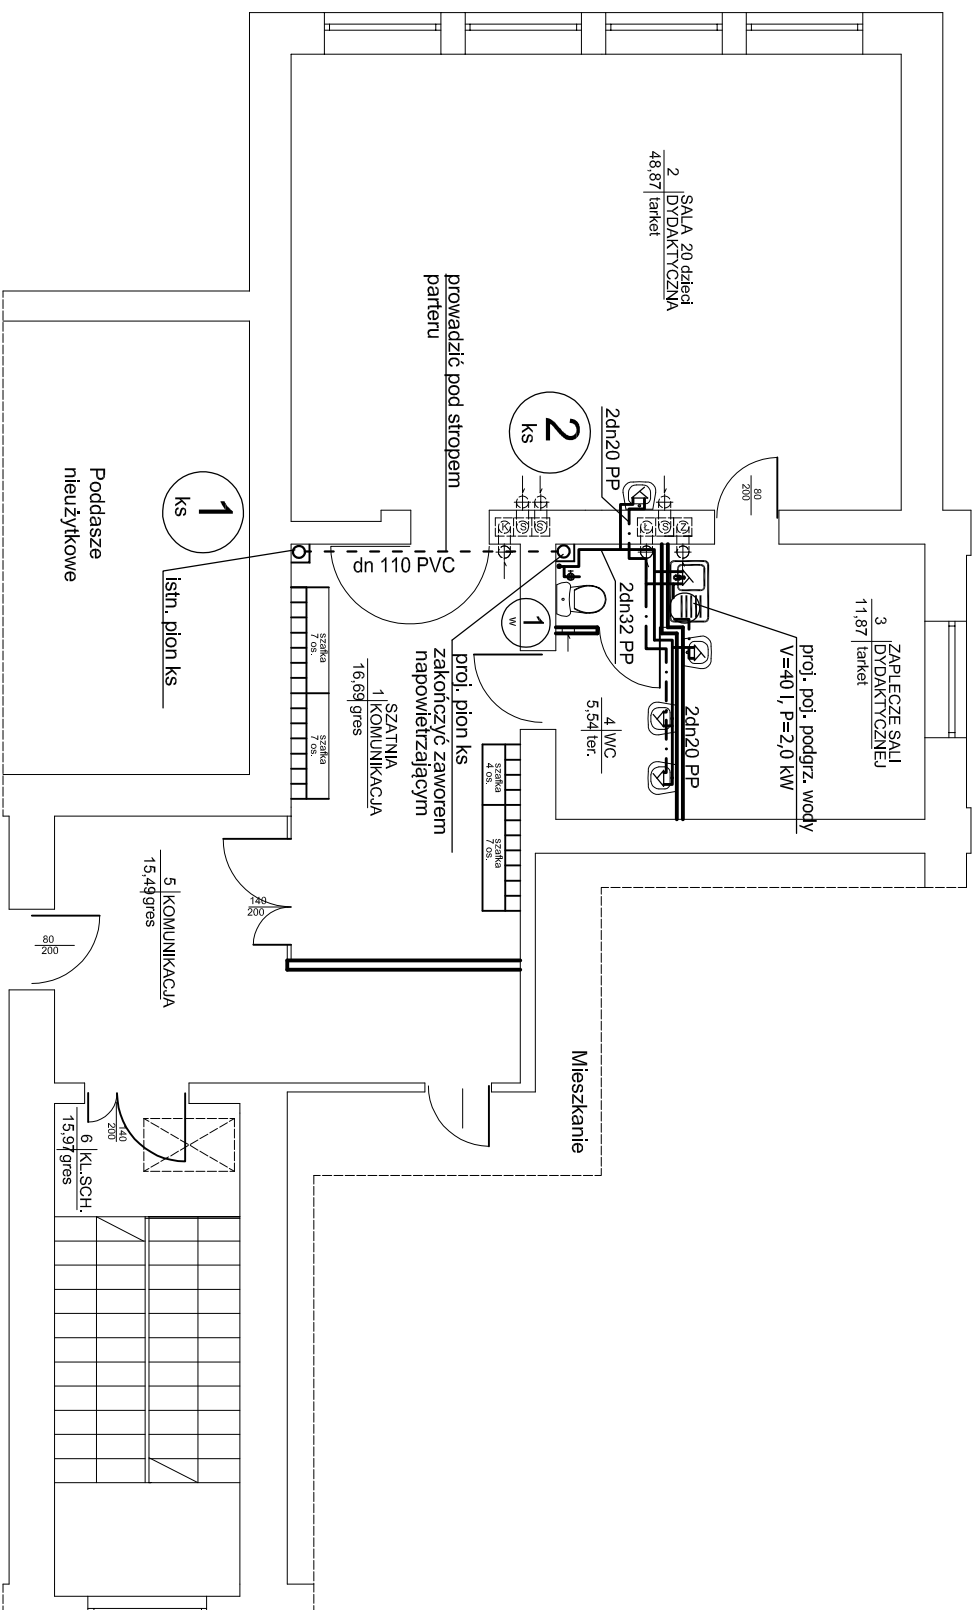 2
SALA 20 dzieci
DYDAKTYCZNA
48,87 tarket
prowadzić pod stropem
parteru
2
ks
2dn20 PP
80
200
3
ZAPLECZE SALI
DYDAKTYCZNEJ
11,87 tarket
proj. poj. podgrz. wody
V=40 l, P=2,0 kW
2dn32 PP
2dn20 PP
1
w
4 WC
5,54 ter.
dn 110 PVC
proj. pion ks
zakończyć zaworem
napowietrzającym
1
SZATNIA
KOMUNIKACJA
16,69 gres
szafka
7 os.
szafka
7 os.
szafka
4 os.
szafka
7 os.
Poddasze
nieużytkowe
1
ks
istn. pion ks
140
200
5 KOMUNIKACJA
15,49 gres
80
200
Mieszkanie
140
200
6 KL.SCH.
15,97 gres